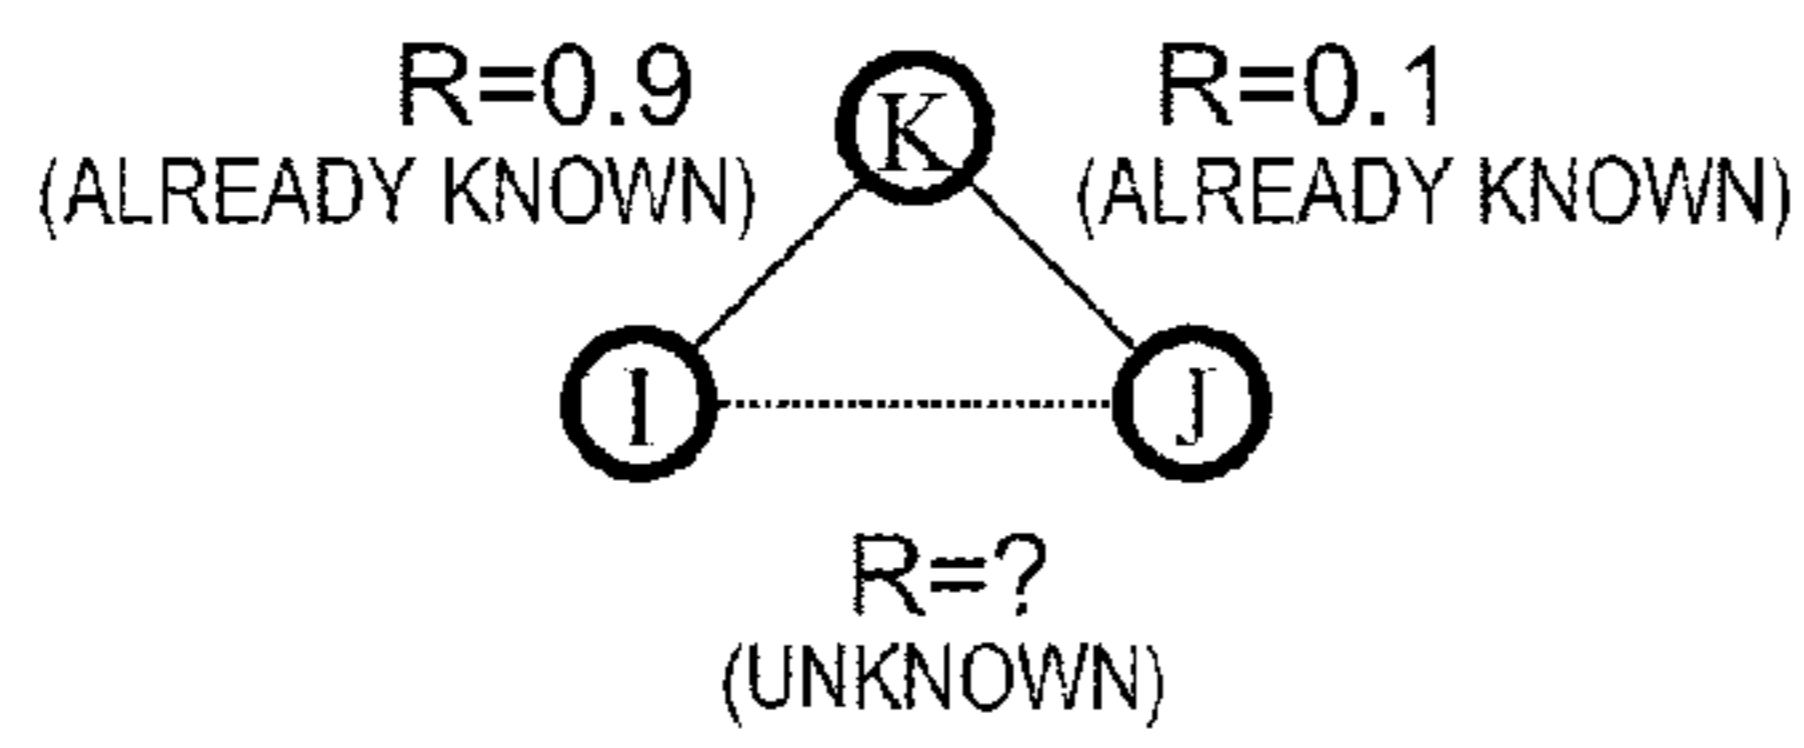 R=0.9
(ALREADY KNOWN)
K
R=0.1
(ALREADY KNOWN)
I
J
R=?
(UNKNOWN)